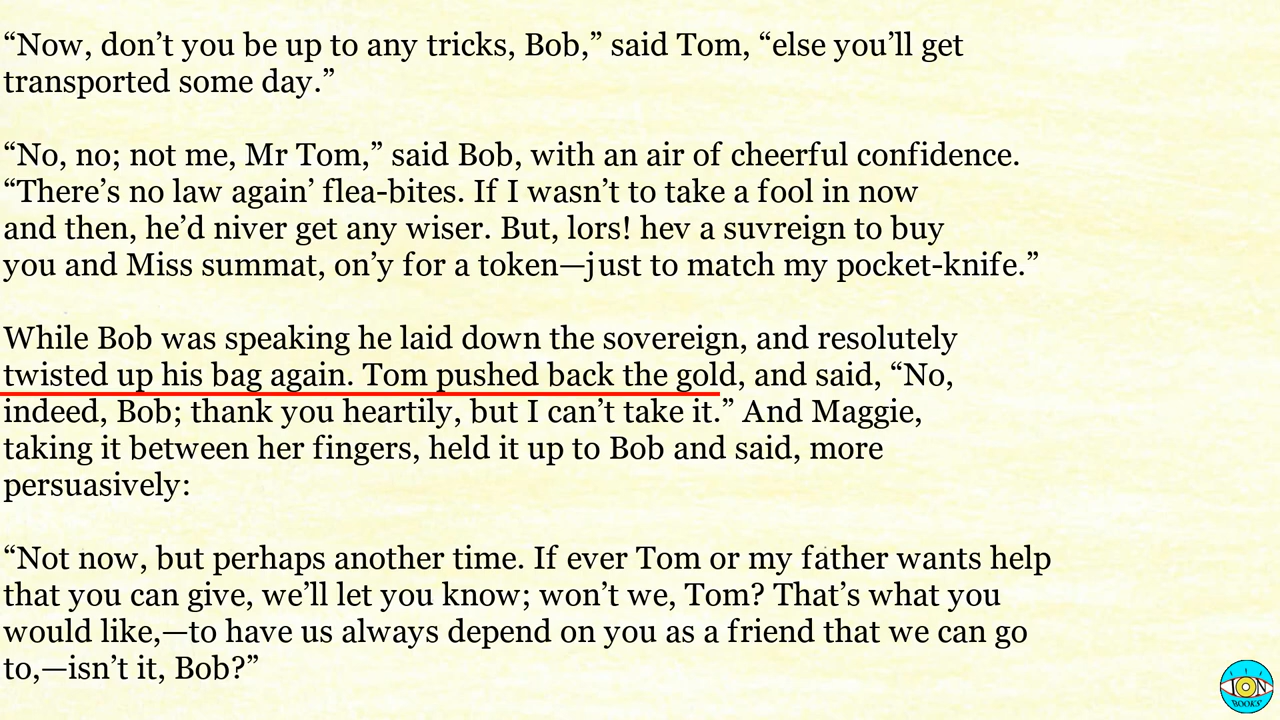 “Now, don’t you be up to any tricks, Bob,” said Tom, “else you’ll get
transported some day.”
“No, no; not me, Mr Tom,” said Bob, with an air of cheerful confidence.
“There’s no law again’ flea-bites. If I wasn’t to take a fool in now
and then, he’d niver get any wiser. But, lors! hev a suvreign to buy
you and Miss summat, on’y for a token—just to match my pocket-knife.”
While Bob was speaking he laid down the sovereign, and resolutely
twisted up his bag again. Tom pushed back the gold, and said, “No,
indeed, Bob; thank you heartily, but I can’t take it.” And Maggie,
taking it between her fingers, held it up to Bob and said, more
persuasively:
“Not now, but perhaps another time. If ever Tom or my father wants help
that you can give, we’ll let you know; won’t we, Tom? That’s what you
would like,—to have us always depend on you as a friend that we can go
to,—isn’t it, Bob?”
ION
BOOKS